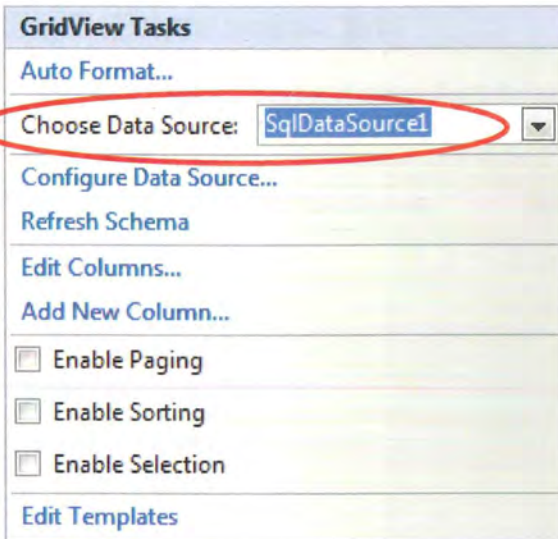 GridView Tasks
Auto Format...
Choose Data Source: SqlDataSource1
Configure Data Source...
Refresh Schema
Edit Columns...
Add New Column...
Enable Paging
Enable Sorting
Enable Selection
Edit Templates